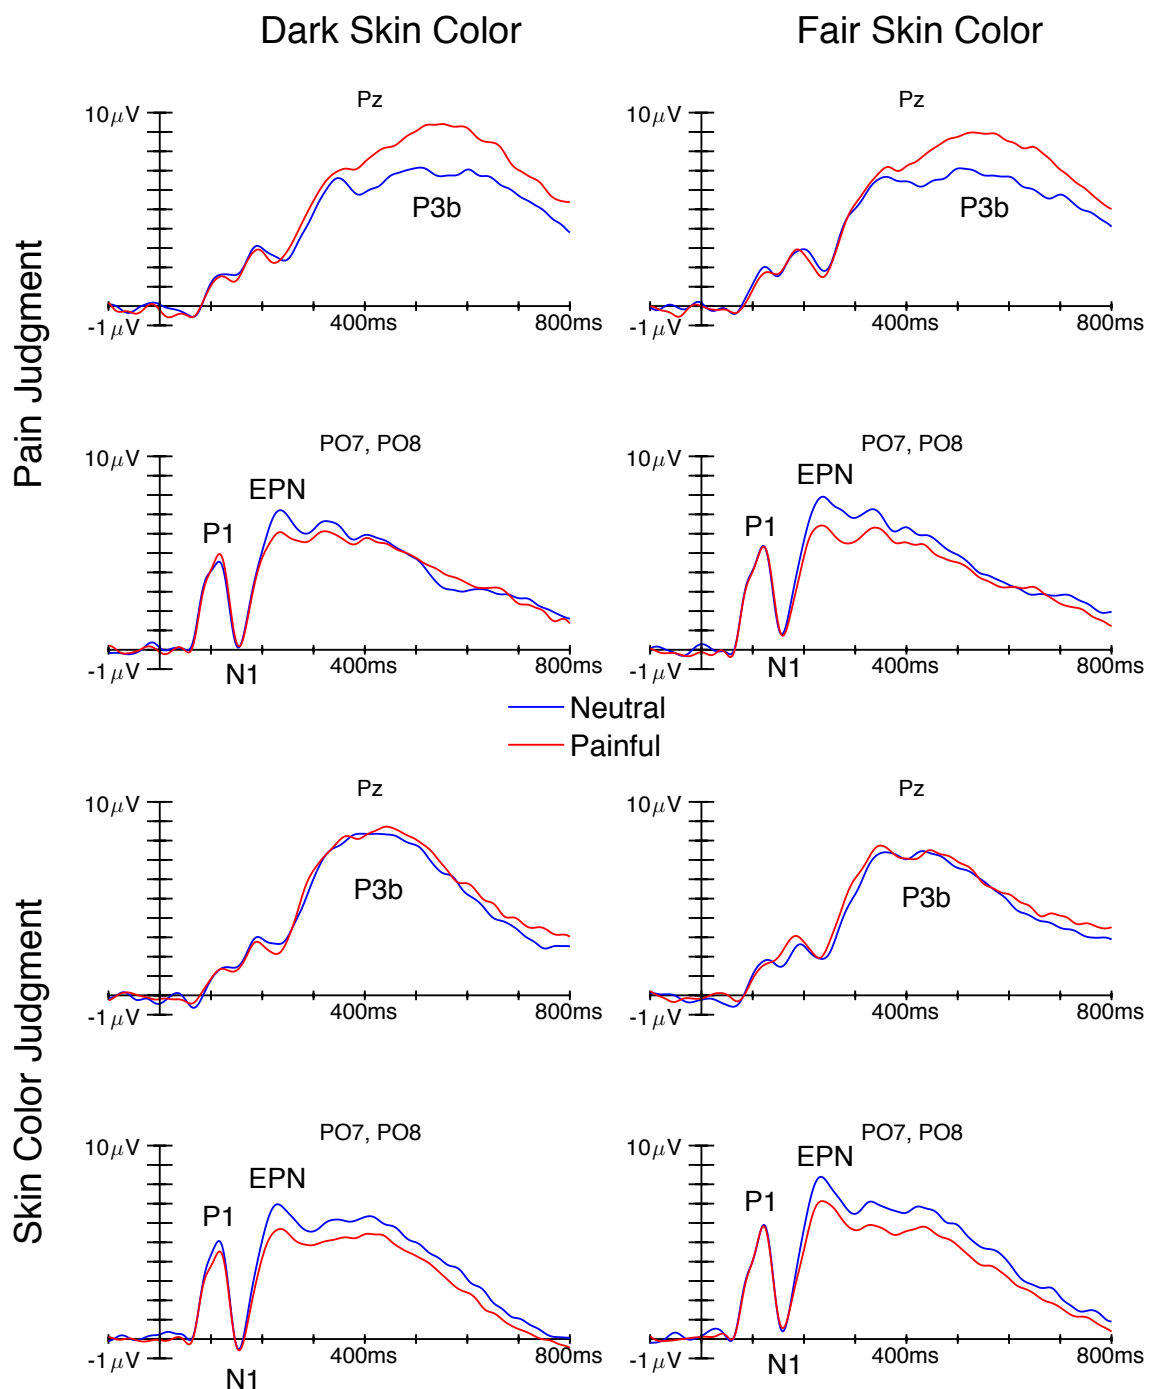 Dark Skin Color
Fair Skin Color
Pain Judgment
Pz
10μV
P3b
-1μV
400ms
800ms
Pz
10μV
P3b
-1μV
400ms
800ms
PO7, PO8
10μV
EPN
P1
N1
-1μV
400ms
800ms
PO7, PO8
10μV
EPN
P1
N1
-1μV
400ms
800ms
Neutral
Painful
Skin Color Judgment
Pz
10μV
P3b
-1μV
400ms
800ms
Pz
10μV
P3b
-1μV
400ms
800ms
PO7, PO8
10μV
EPN
P1
N1
-1μV
400ms
800ms
PO7, PO8
10μV
EPN
P1
N1
-1μV
400ms
800ms